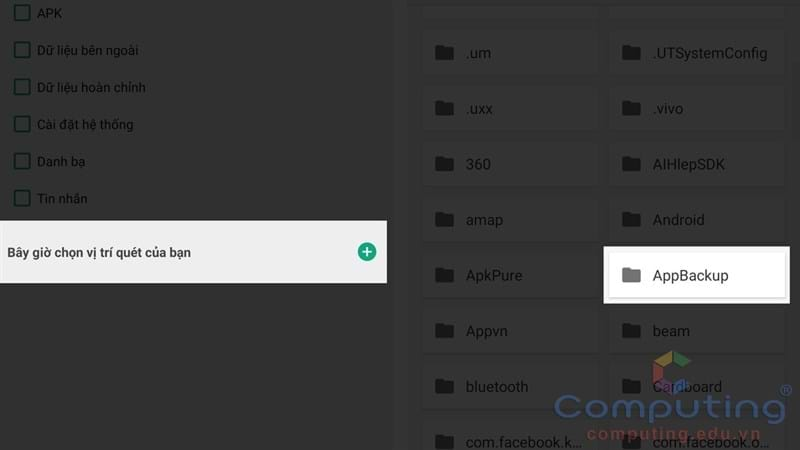 APK
Dữ liệu bên ngoài
Dữ liệu hoàn chỉnh
Cài đặt hệ thống
Danh bạ
Tin nhắn
Bây giờ chọn vị trí quét của bạn
.um
.UTSystemConfig
.uxx
.vivo
360
AIHlepSDK
amap
Android
ApkPure
AppBackup
Appvn
beam
bluetooth
Cardboard
com.facebook.k...
com.facebook.o...
Computing®
computing.edu.vn